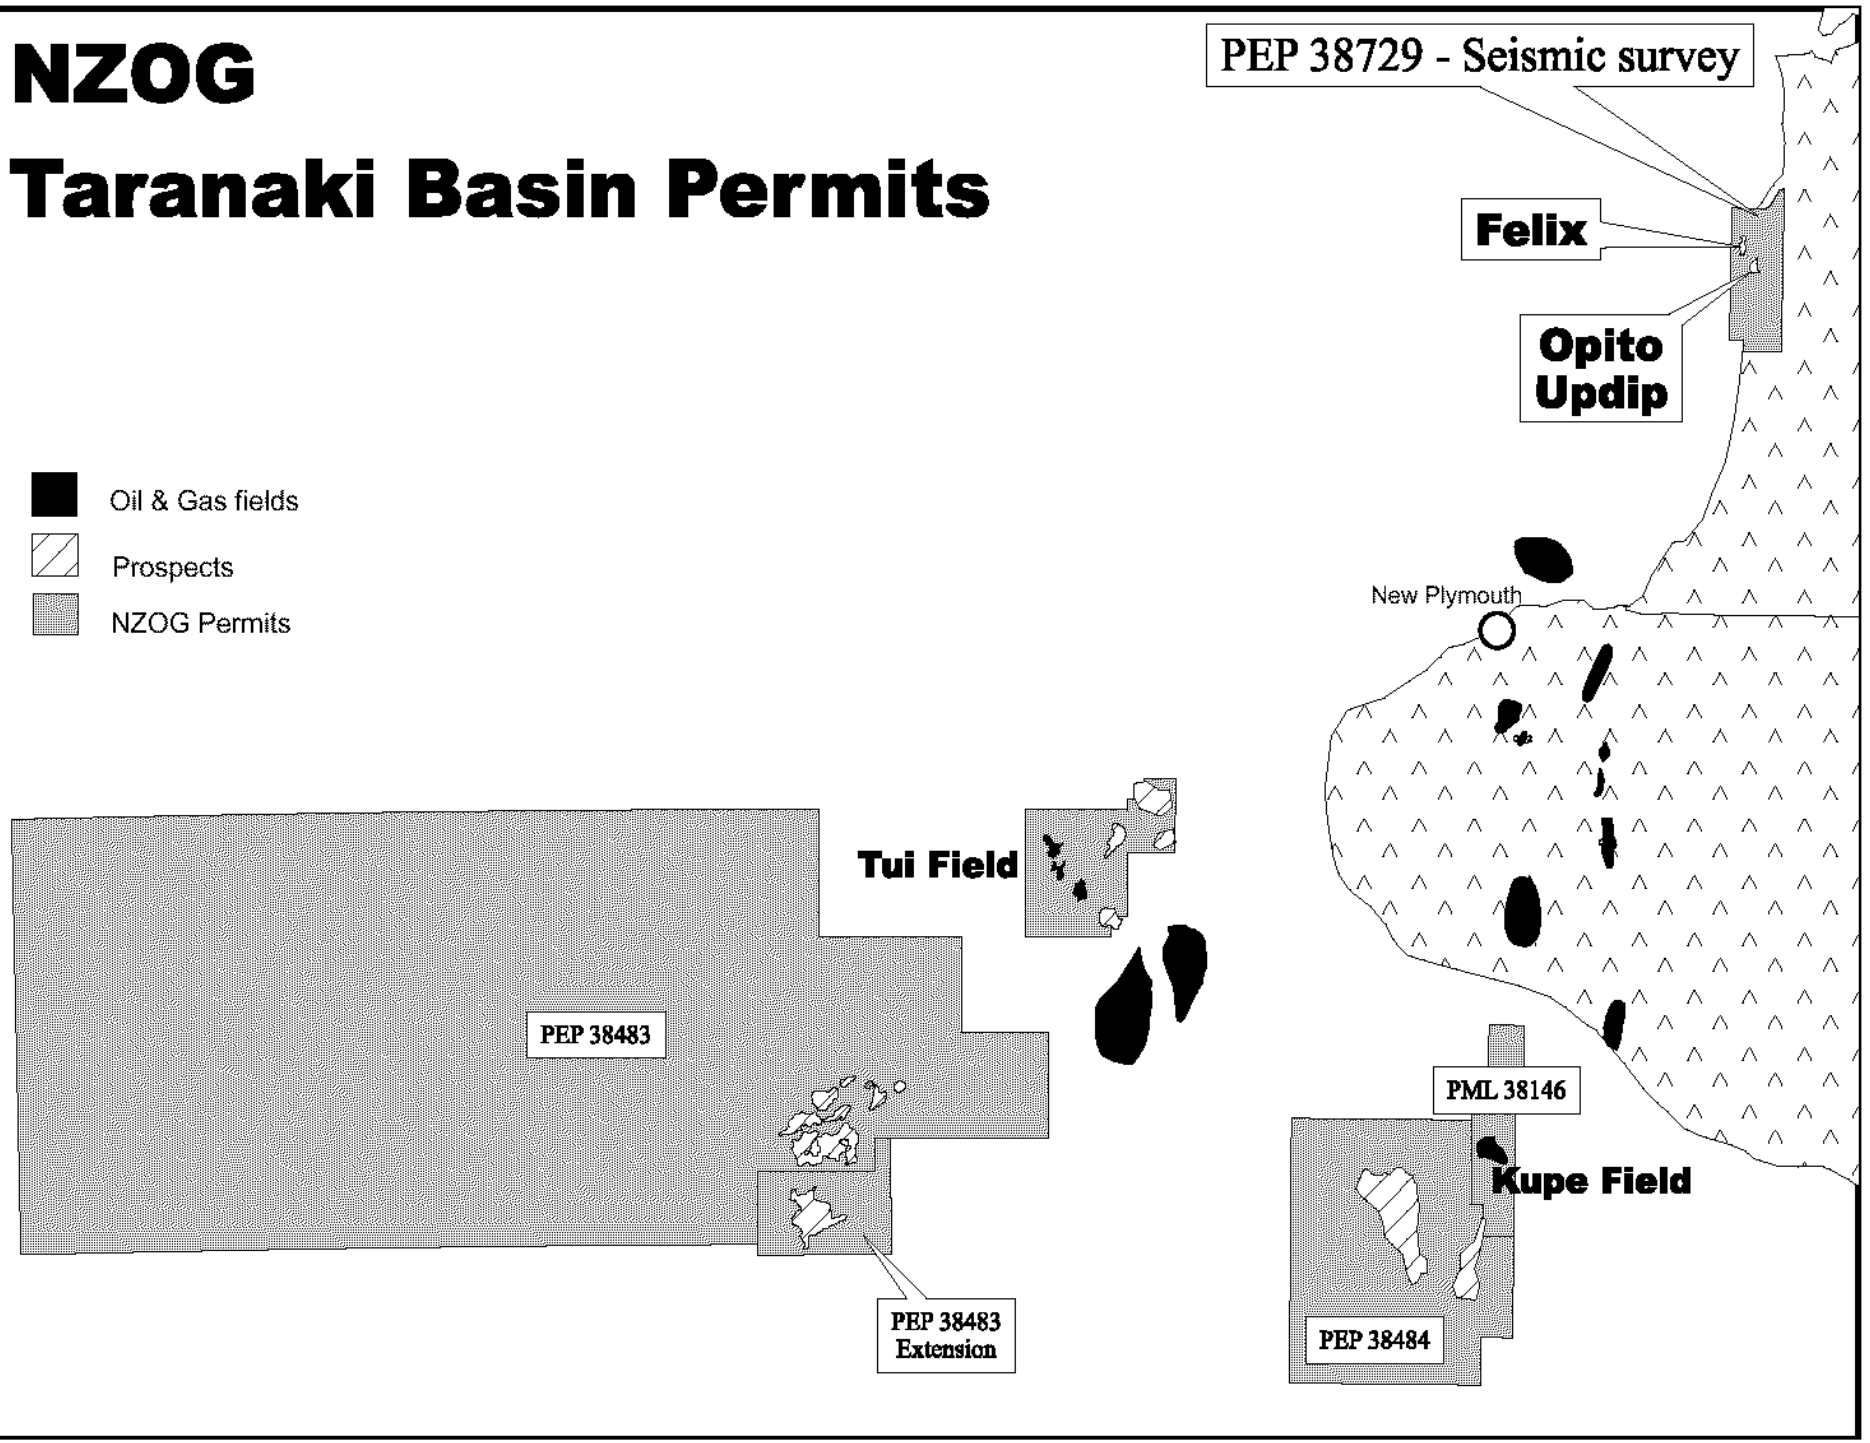 NZOG
Taranaki Basin Permits
PEP 38729 - Seismic survey
Felix
Opito
Updip
Oil & Gas fields
Prospects
NZOG Permits
New Plymouth
Tui Field
PEP 38483
PML 38146
Kupe Field
PEP 38483
Extension
PEP 38484